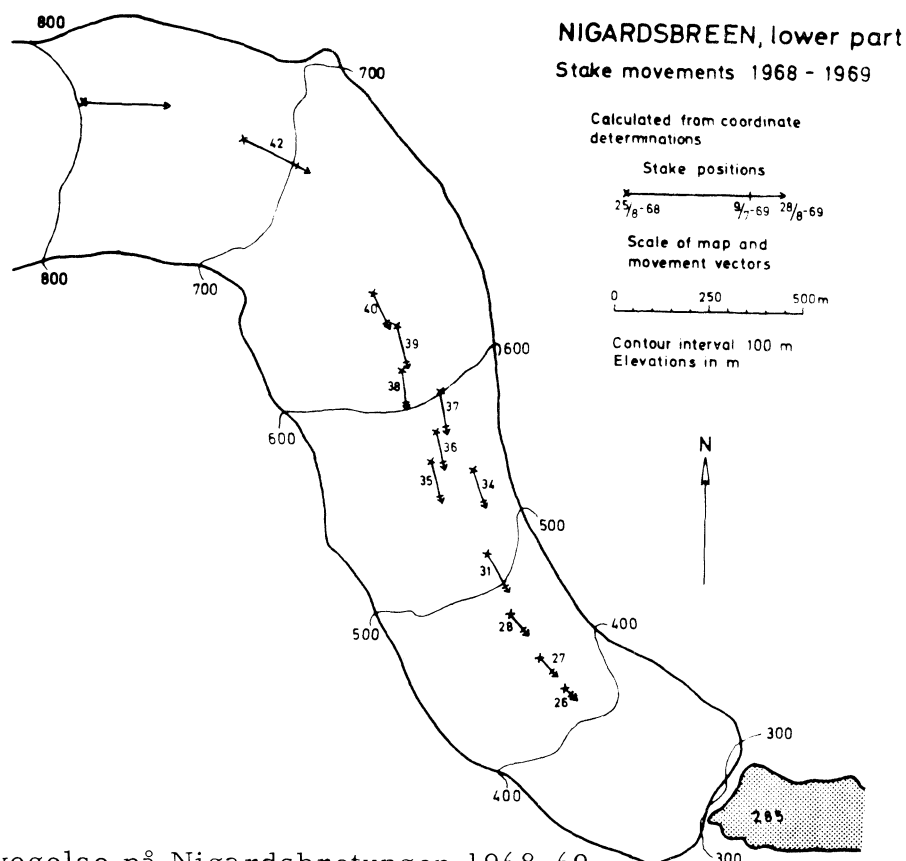 800
NIGARDSBREEN, lower part
Stake movements 1968 - 1969
700
Calculated from coordinate
determinations
42
Stake positions
25/8-68 9/7-69 28/8-69
Scale of map and
movement vectors
800
700
0 250 500m
40
39
600
Contour interval 100 m
Elevations in m
38
37
600
36
35
34
N
500
31
500
28
400
27
26
300
400
285
300
Nigardsbretungen 1968-69